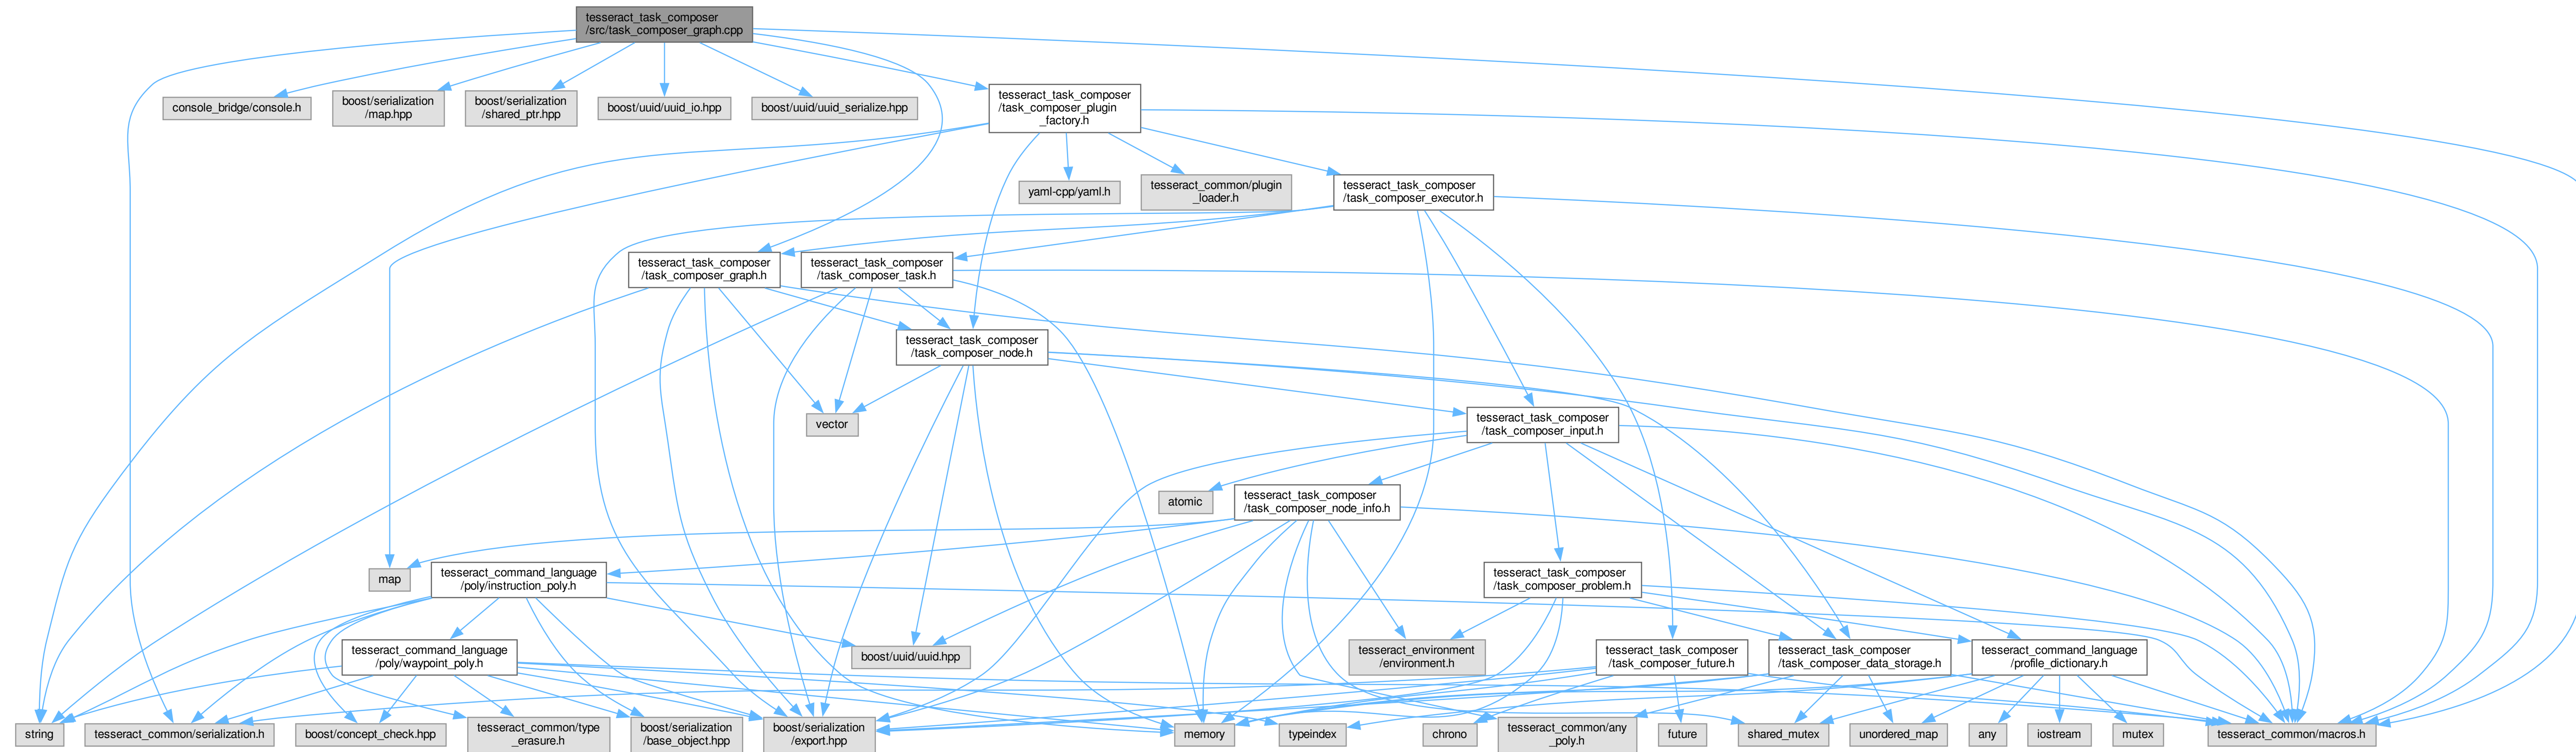 tesseract_task_composer
/src/task_composer_graph.cpp
console_bridge/console.h
boost/serialization
/map.hpp
boost/serialization
/shared_ptr.hpp
boost/uuid/uuid_io.hpp
boost/uuid/uuid_serialize.hpp
tesseract_task_composer
/task_composer_plugin
_factory.h
yaml-cpp/yaml.h
tesseract_common/plugin
_loader.h
tesseract_task_composer
/task_composer_executor.h
tesseract_task_composer
/task_composer_graph.h
tesseract_task_composer
/task_composer_task.h
tesseract_task_composer
/task_composer_node.h
vector
tesseract_task_composer
/task_composer_input.h
atomic
tesseract_task_composer
/task_composer_node_info.h
map
tesseract_command_language
/poly/instruction_poly.h
tesseract_task_composer
/task_composer_problem.h
tesseract_command_language
/poly/waypoint_poly.h
boost/uuid/uuid.hpp
tesseract_environment
/environment.h
tesseract_task_composer
/task_composer_future.h
tesseract_task_composer
/task_composer_data_storage.h
tesseract_command_language
/profile_dictionary.h
string
tesseract_common/serialization.h
boost/concept_check.hpp
tesseract_common/type
_erasure.h
boost/serialization
/base_object.hpp
boost/serialization
/export.hpp
memory
typeindex
chrono
tesseract_common/any
_poly.h
future
shared_mutex
unordered_map
any
iostream
mutex
tesseract_common/macros.h